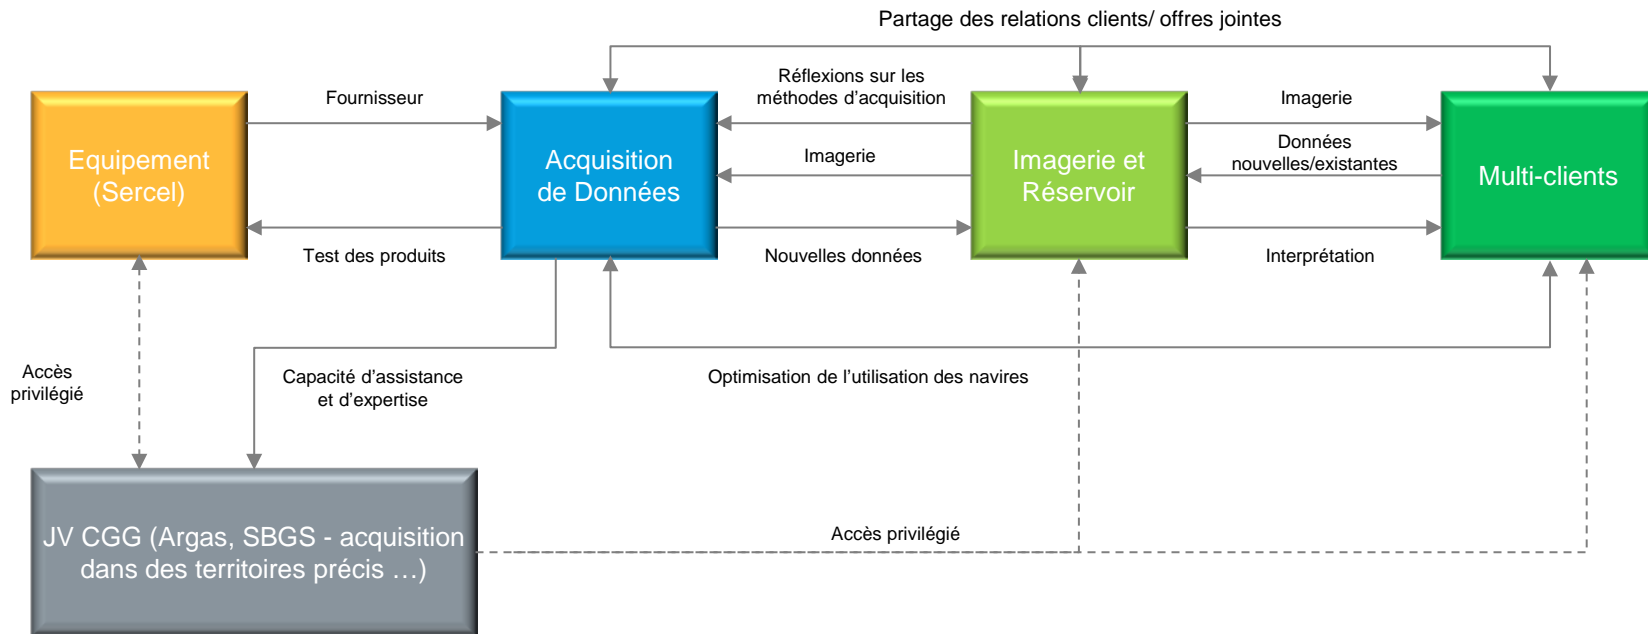 Partage des relations clients/ offres jointes
Fournisseur
Réflexions sur les
méthodes d’acquisition
Imagerie
Equipement
(Sercel)
Acquisition
de Données
Imagerie
Imagerie et
Réservoir
Données
nouvelles/existantes
Multi-clients
Test des produits
Nouvelles données
Interprétation
Accès
privilégié
Capacité d’assistance
et d’expertise
Optimisation de l’utilisation des navires
JV CGG (Argas, SBGS - acquisition
dans des territoires précis …)
Accès privilégié